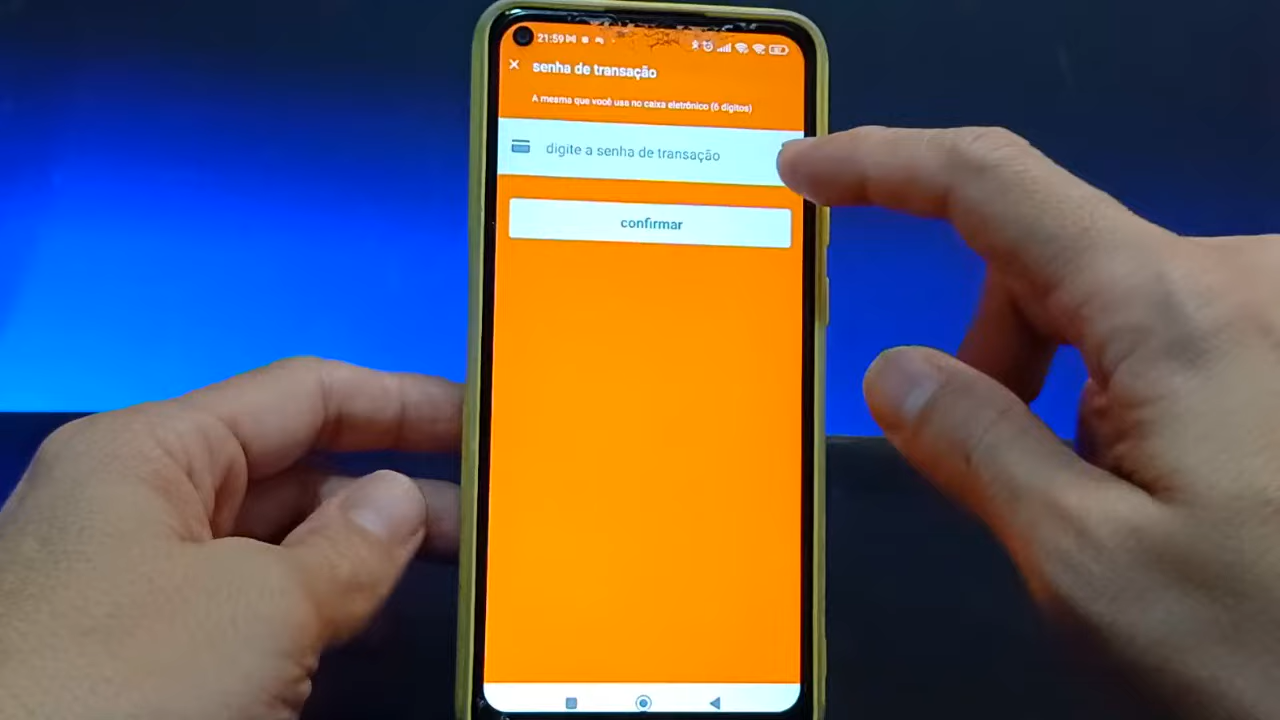 21:59
senha de transação
A mesma que você usa no caixa eletrônico (6 dígitos)
digite a senha de transação
confirmar